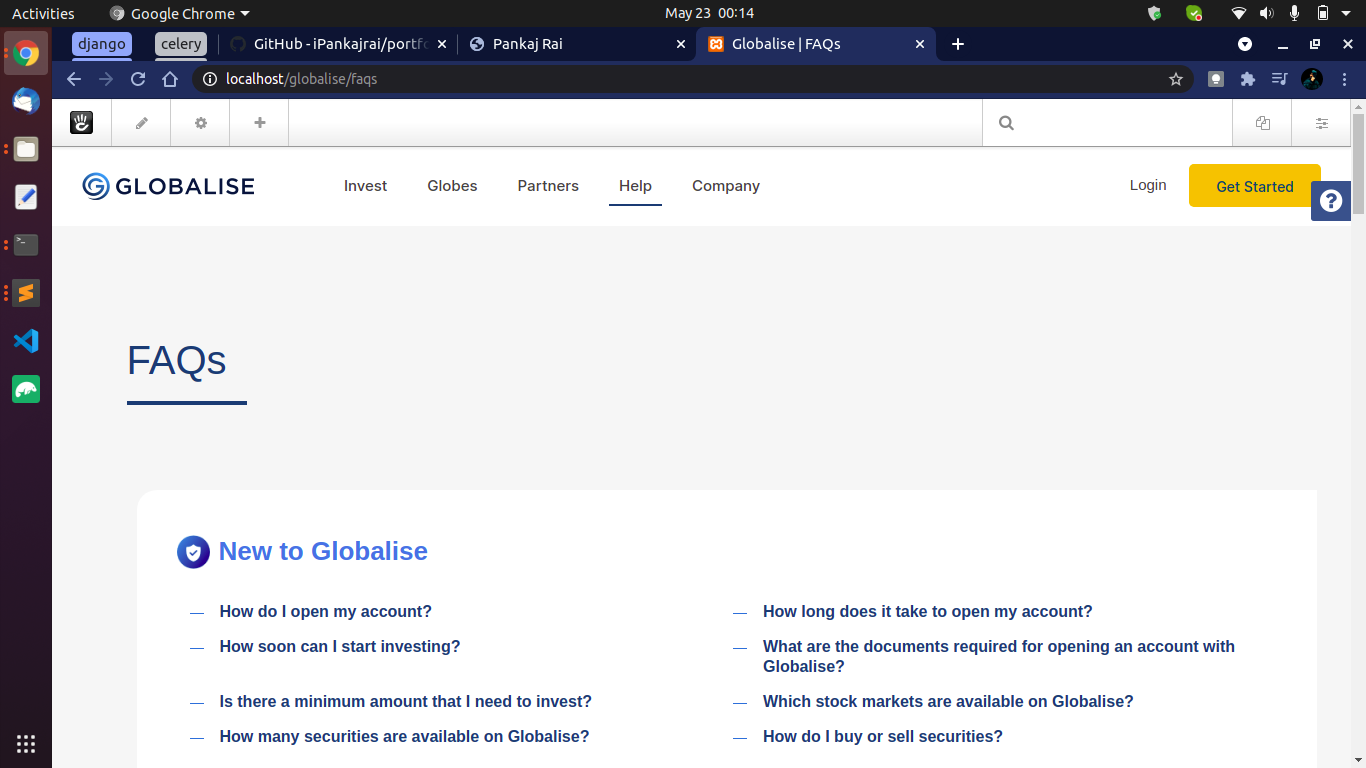 Activities
Google Chrome
May 23 00:14
django
celery
GitHub - iPankajrai/portfo
Pankaj Rai
Globalise | FAQs
localhost/globalise/faqs
GLOBALISE
Invest
Globes
Partners
Help
Company
Login
Get Started
FAQs
New to Globalise
— How do I open my account?
— How long does it take to open my account?
— How soon can I start investing?
— What are the documents required for opening an account with
Globalise?
— Is there a minimum amount that I need to invest?
— Which stock markets are available on Globalise?
— How many securities are available on Globalise?
— How do I buy or sell securities?